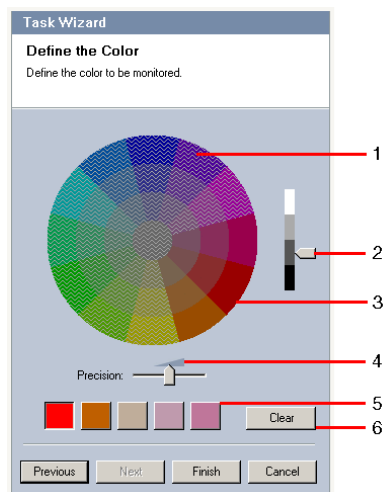 Task Wizard
Define the Color
Define the color to be monitored.
1
2
3
4
Precision:
5
Clear
6
Previous Next Finish Cancel